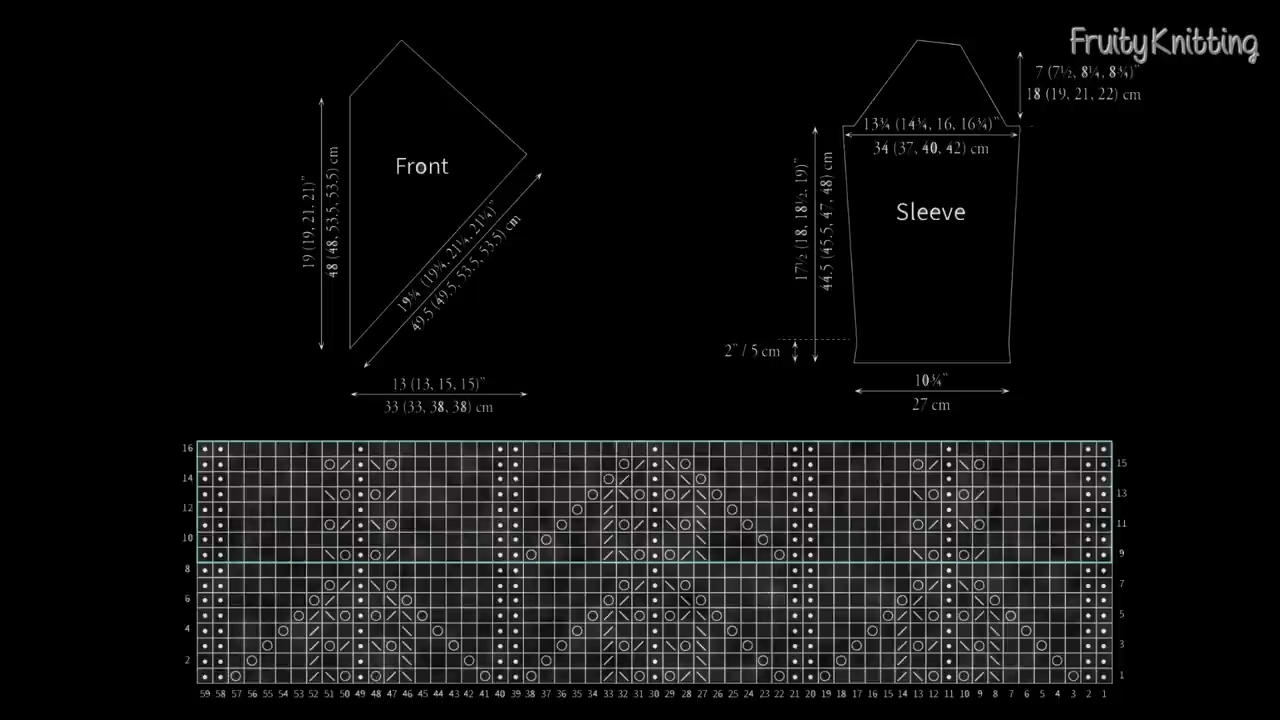 FruityKnitting
7 (7½, 8¼, 8¾)"
18 (19, 21, 22) cm
13¾ (14¾, 16, 16¾)"
34 (37, 40, 42) cm
Front
Sleeve
19 (19, 21, 21)"
48 (48, 53.5, 53.5) cm
19¾ (19¾, 21¼, 21¼)"
49.5 (49.5, 53.5, 53.5) cm
17½ (18, 18½, 19)"
44.5 (45.5, 47, 48) cm
2" / 5 cm
13 (13, 15, 15)"
33 (33, 38, 38) cm
10¾"
27 cm
16
15
14
13
12
11
10
9
8
7
6
5
4
3
2
1
59 58 57 56 55 54 53 52 51 50 49 48 47 46 45 44 43 42 41 40 39 38 37 36 35 34 33 32 31 30 29 28 27 26 25 24 23 22 21 20 19 18 17 16 15 14 13 12 11 10 9 8 7 6 5 4 3 2 1